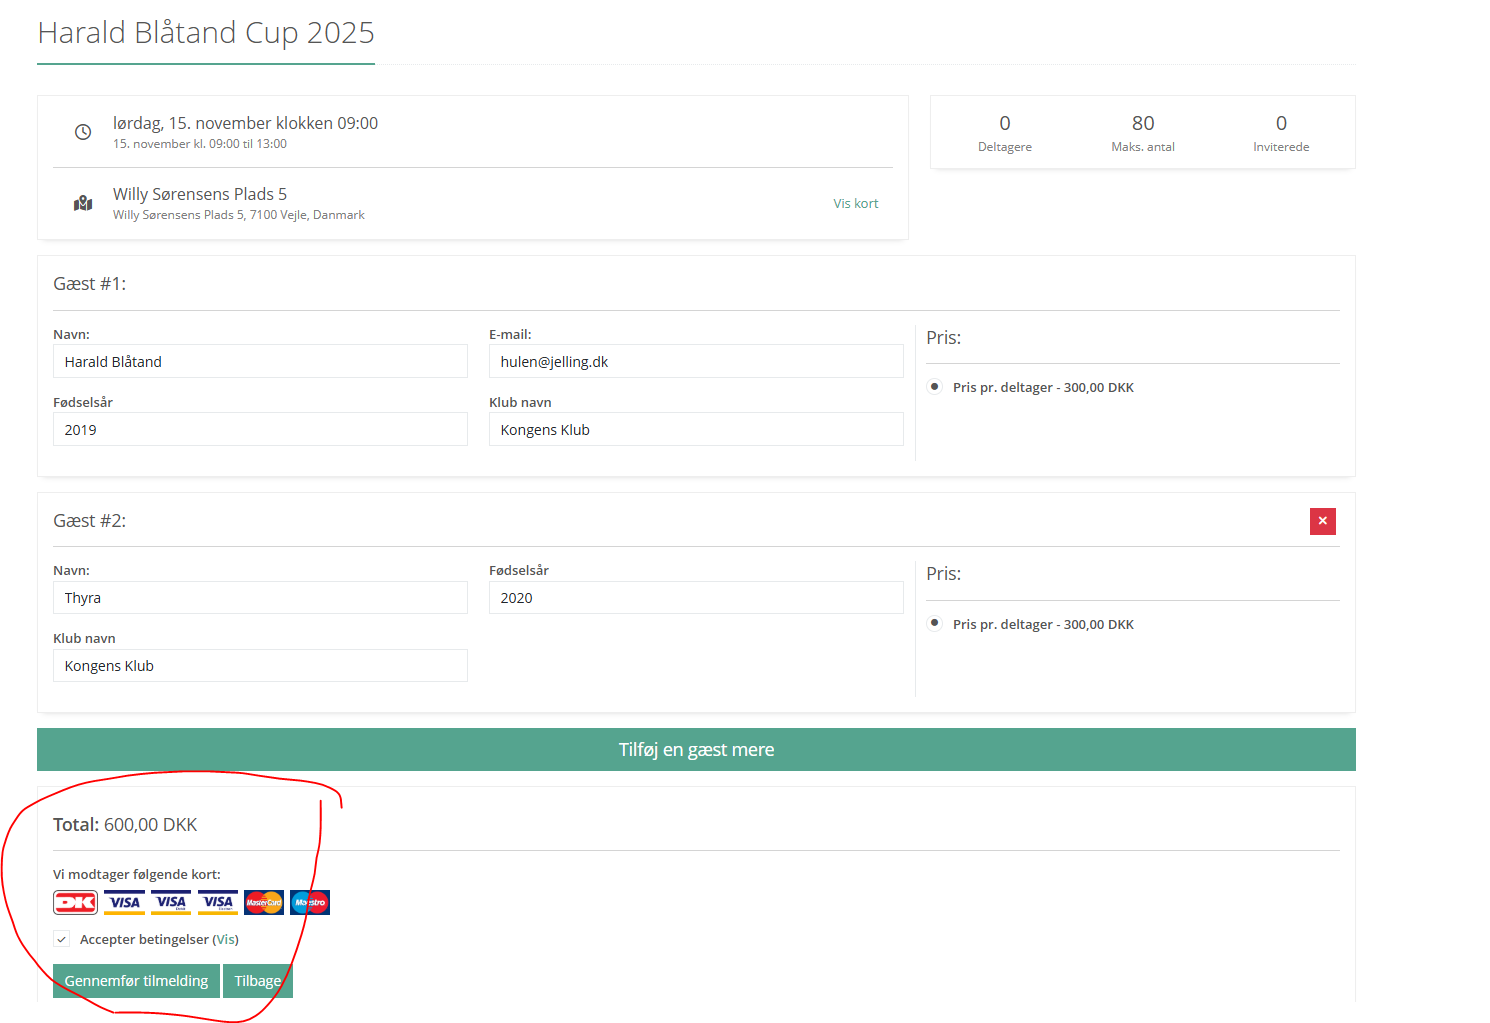 Harald Blåtand Cup 2025
lørdag, 15. november klokken 09:00
15. november kl. 09:00 til 13:00
Willy Sørensens Plads 5
Willy Sørensens Plads 5, 7100 Vejle, Danmark
Vis kort
0 80 0
Deltagere Maks. antal Inviterede
Gæst #1:
Navn: E-mail:
Harald Blåtand hulen@jelling.dk
Fødselsår Klub navn
2019 Kongens Klub
Pris:
Pris pr. deltager - 300,00 DKK
Gæst #2:
Navn: Fødselsår
Thyra 2020
Klub navn
Kongens Klub
Pris:
Pris pr. deltager - 300,00 DKK
Tilføj en gæst mere
Total: 600,00 DKK
Vi modtager følgende kort:
DK VISA VISA VISA MasterCard Maestro
Accepter betingelser (Vis)
Gennemfør tilmelding Tilbage